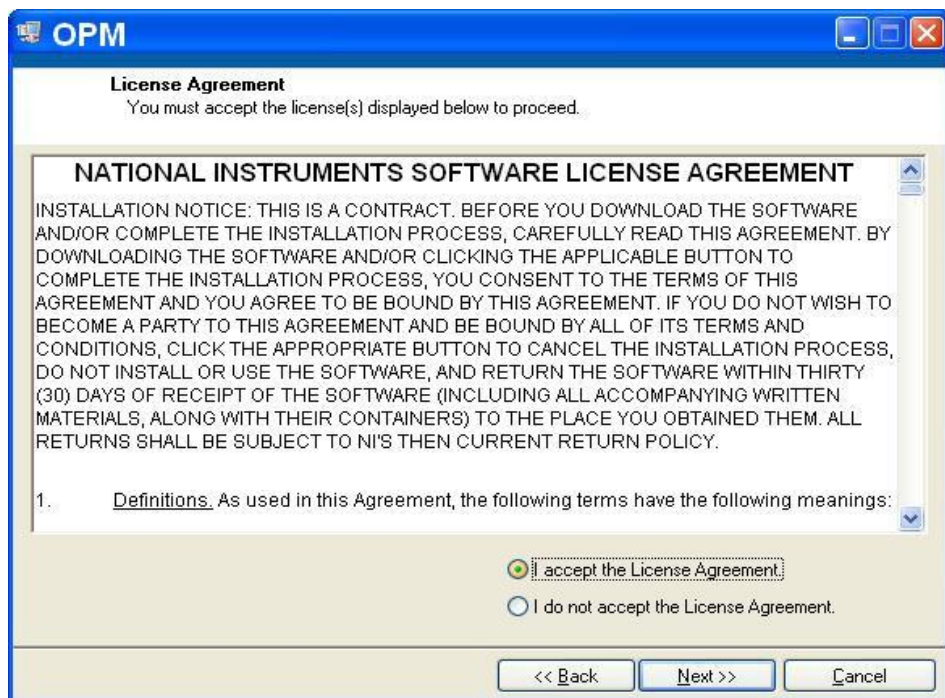 OPM
License Agreement
You must accept the license(s) displayed below to proceed.
NATIONAL INSTRUMENTS SOFTWARE LICENSE AGREEMENT
INSTALLATION NOTICE: THIS IS A CONTRACT. BEFORE YOU DOWNLOAD THE SOFTWARE
AND/OR COMPLETE THE INSTALLATION PROCESS, CAREFULLY READ THIS AGREEMENT. BY
DOWNLOADING THE SOFTWARE AND/OR CLICKING THE APPLICABLE BUTTON TO
COMPLETE THE INSTALLATION PROCESS, YOU CONSENT TO THE TERMS OF THIS
AGREEMENT AND YOU AGREE TO BE BOUND BY THIS AGREEMENT. IF YOU DO NOT WISH TO
BECOME A PARTY TO THIS AGREEMENT AND BE BOUND BY ALL OF ITS TERMS AND
CONDITIONS, CLICK THE APPROPRIATE BUTTON TO CANCEL THE INSTALLATION PROCESS,
DO NOT INSTALL OR USE THE SOFTWARE, AND RETURN THE SOFTWARE WITHIN THIRTY
(30) DAYS OF RECEIPT OF THE SOFTWARE (INCLUDING ALL ACCOMPANYING WRITTEN
MATERIALS, ALONG WITH THEIR CONTAINERS) TO THE PLACE YOU OBTAINED THEM. ALL
RETURNS SHALL BE SUBJECT TO NI'S THEN CURRENT RETURN POLICY.
1. Definitions. As used in this Agreement, the following terms have the following meanings:
I accept the License Agreement.
I do not accept the License Agreement.
<< Back Next >> Cancel